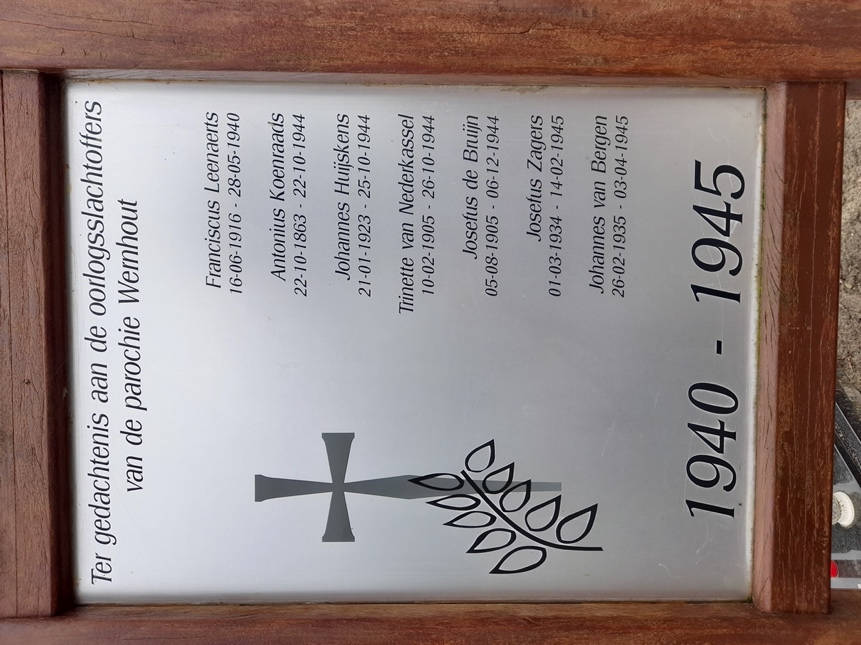 Ter gedachtenis aan de oorlogsslachtoffers
van de parochie Wernhout
Franciscus Leenaerts
16-06-1916 - 28-05-1940
Antonius Koenraads
22-10-1863 - 22-10-1944
Johannes Huijskens
21-01-1923 - 25-10-1944
Trinette van Nederkassel
10-02-1905 - 26-10-1944
Josefus de Bruijn
05-08-1905 - 06-12-1944
Josefus Zagers
01-03-1934 - 14-02-1945
Johannes van Bergen
26-02-1935 - 03-04-1945
1940 - 1945